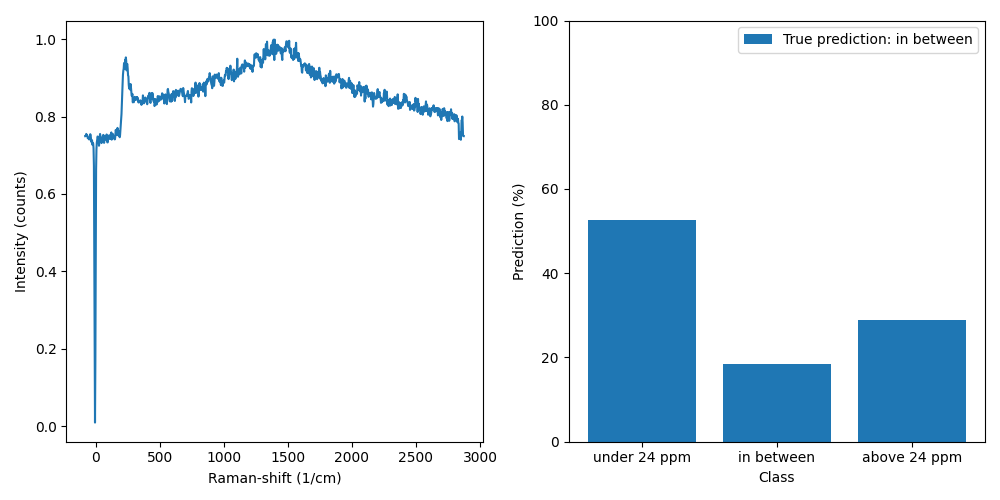 1.0
0.8
0.6
0.4
0.2
0.0
Intensity (counts)
0 500 1000 1500 2000 2500 3000
Raman-shift (1/cm)
100
80
60
40
20
0
Prediction (%)
True prediction: in between
under 24 ppm in between above 24 ppm
Class